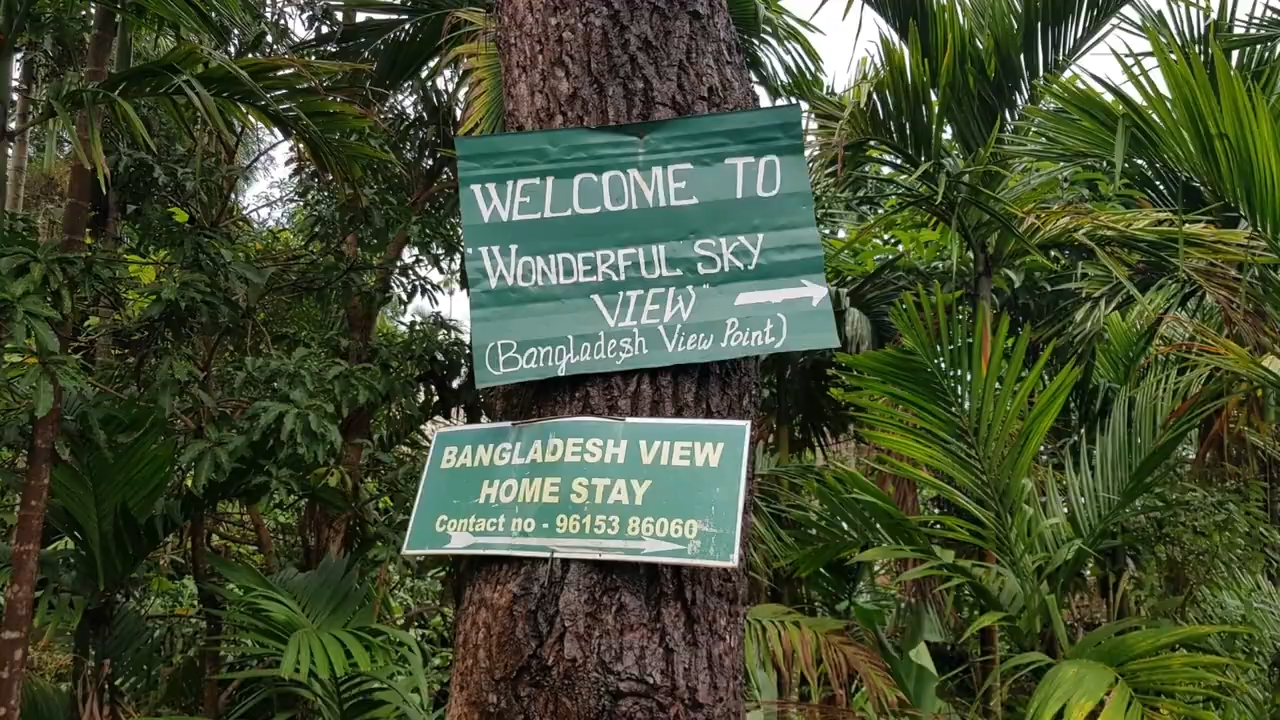 WELCOME TO
"WONDERFUL SKY
VIEW"
(Bangladesh View Point)
BANGLADESH VIEW
HOME STAY
Contact no - 96153 86060